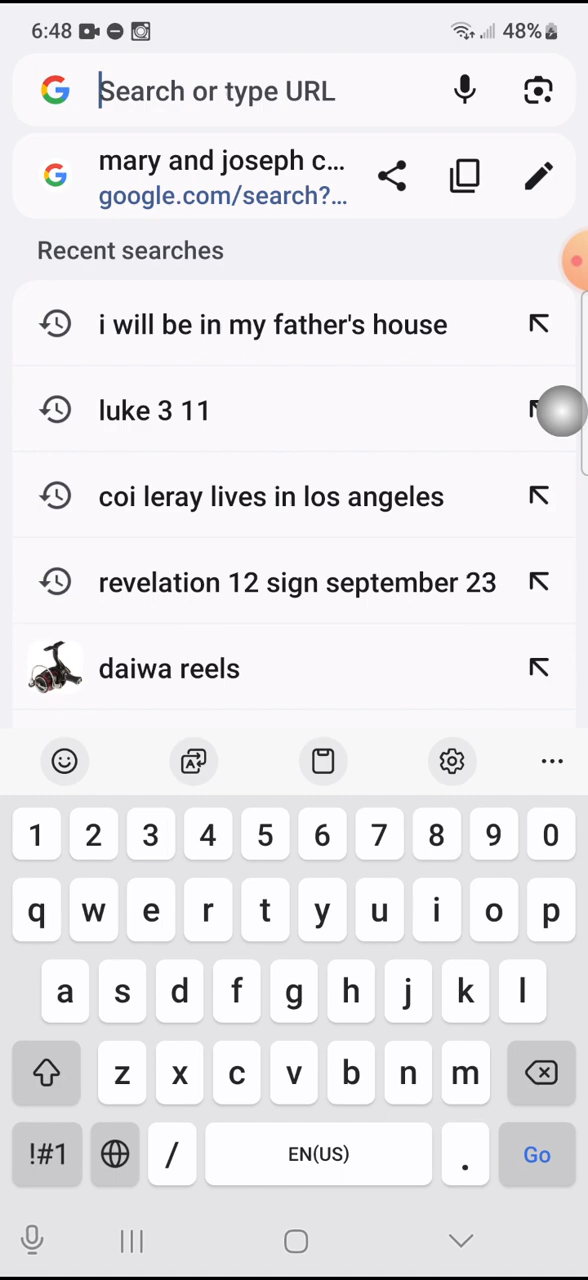 6:48
48%
Search or type URL
mary and joseph c...
google.com/search?...
Recent searches
i will be in my father's house
luke 3 11
coi leray lives in los angeles
revelation 12 sign september 23
daiwa reels
1 2 3 4 5 6 7 8 9 0
q w e r t y u i o p
a s d f g h j k l
z x c v b n m
!#1 / EN(US) . Go